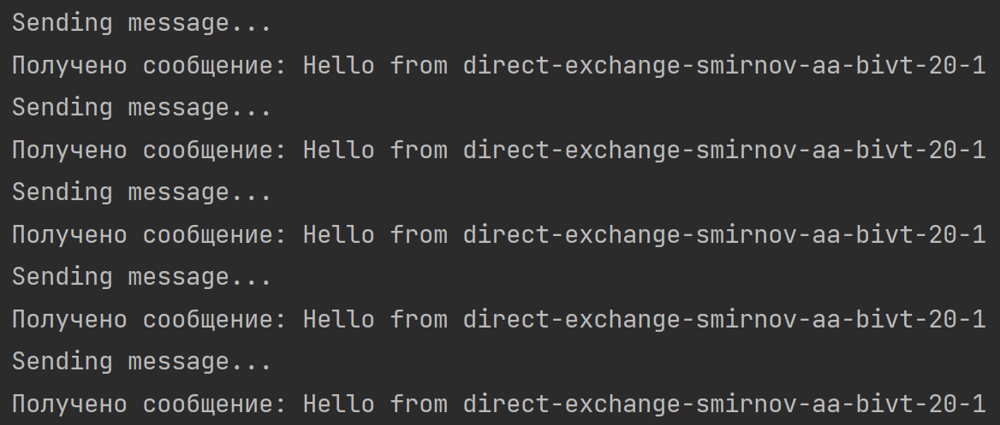 Sending message...
Получено сообщение: Hello from direct-exchange-smirnov-aa-bivt-20-1
Sending message...
Получено сообщение: Hello from direct-exchange-smirnov-aa-bivt-20-1
Sending message...
Получено сообщение: Hello from direct-exchange-smirnov-aa-bivt-20-1
Sending message...
Получено сообщение: Hello from direct-exchange-smirnov-aa-bivt-20-1
Sending message...
Получено сообщение: Hello from direct-exchange-smirnov-aa-bivt-20-1